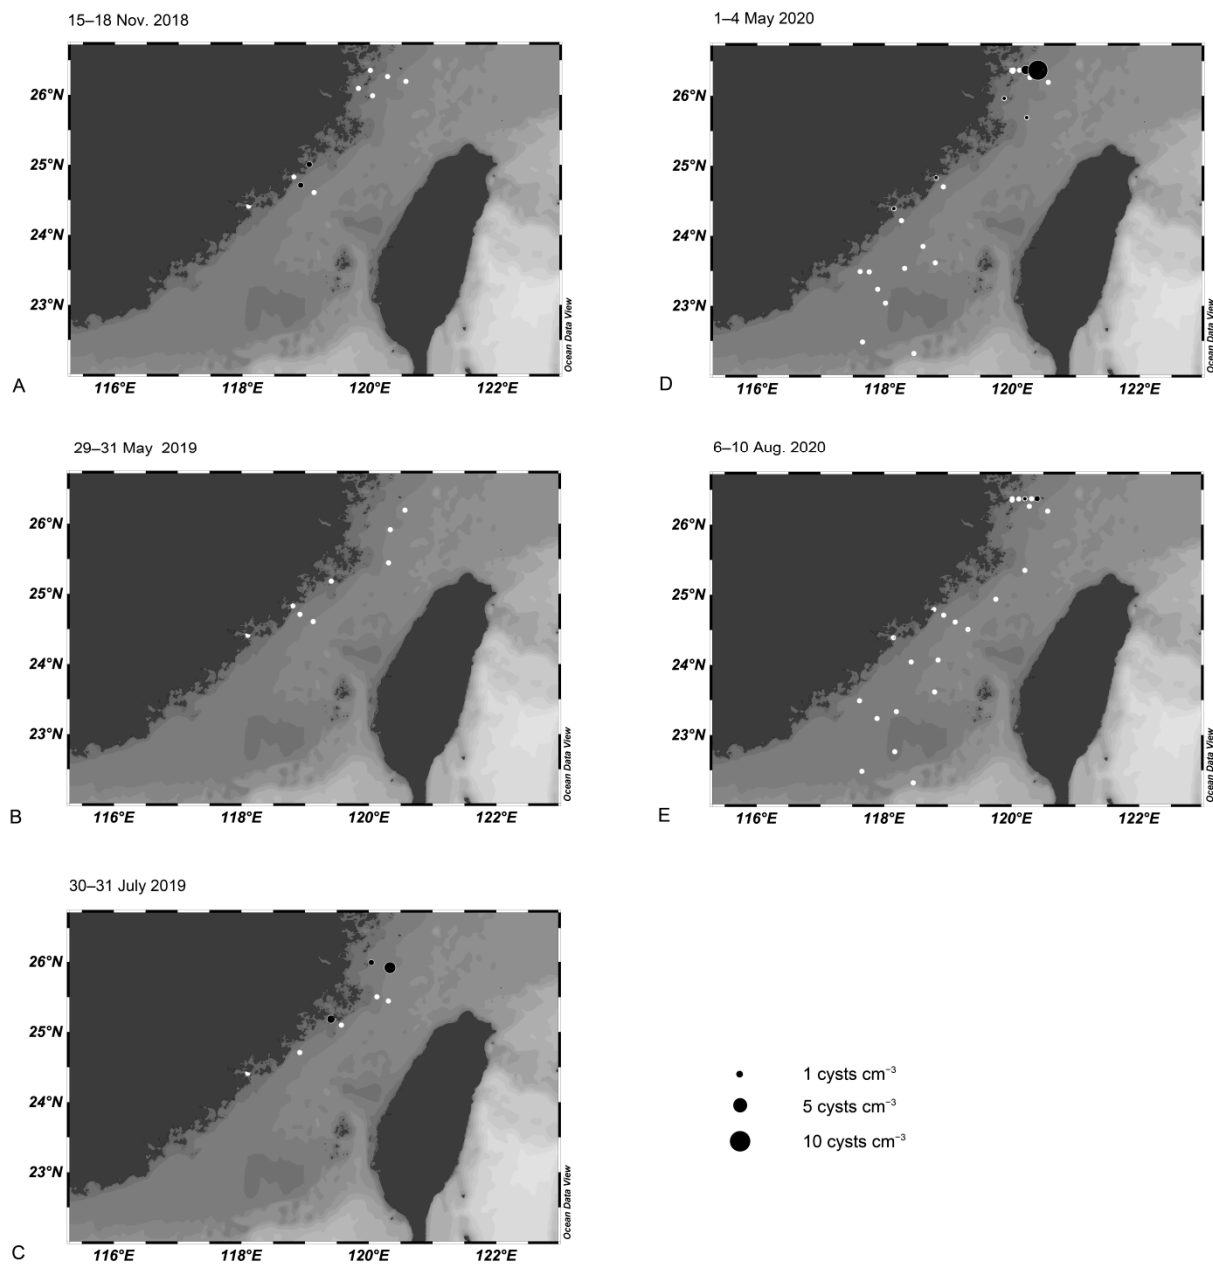 15–18 Nov. 2018
26°N
25°N
24°N
23°N
116°E 118°E 120°E 122°E
Ocean Data View
A
1–4 May 2020
26°N
25°N
24°N
23°N
116°E 118°E 120°E 122°E
Ocean Data View
D
29–31 May 2019
26°N
25°N
24°N
23°N
116°E 118°E 120°E 122°E
Ocean Data View
B
6–10 Aug. 2020
26°N
25°N
24°N
23°N
116°E 118°E 120°E 122°E
Ocean Data View
E
30–31 July 2019
26°N
25°N
24°N
23°N
116°E 118°E 120°E 122°E
Ocean Data View
C
1 cysts cm⁻³
5 cysts cm⁻³
10 cysts cm⁻³